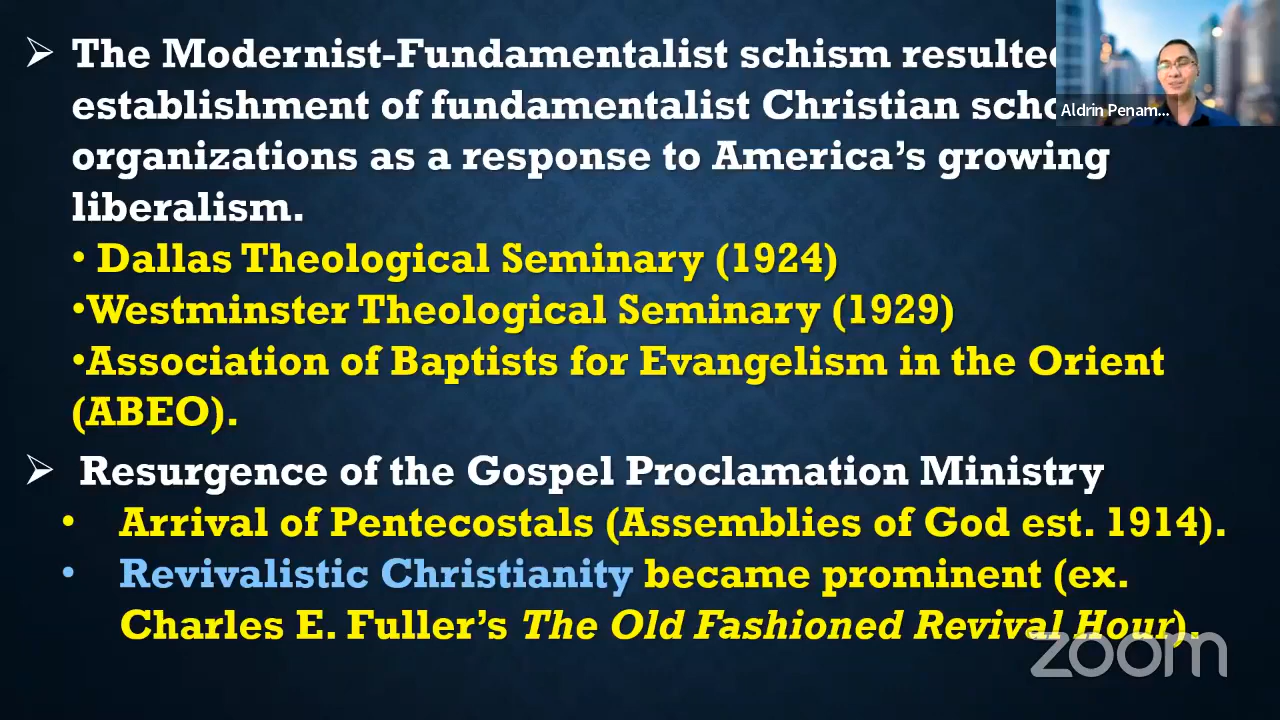 ➢ The Modernist-Fundamentalist schism resulted
establishment of fundamentalist Christian
organizations as a response to America’s growing
liberalism.
• Dallas Theological Seminary (1924)
•Westminster Theological Seminary (1929)
•Association of Baptists for Evangelism in the Orient
(ABEO).
➢ Resurgence of the Gospel Proclamation Ministry
• Arrival of Pentecostals (Assemblies of God est. 1914).
• Revivalistic Christianity became prominent (ex.
Charles E. Fuller’s The Old Fashioned Revival Hour).
Aldrin Penam...
zoom